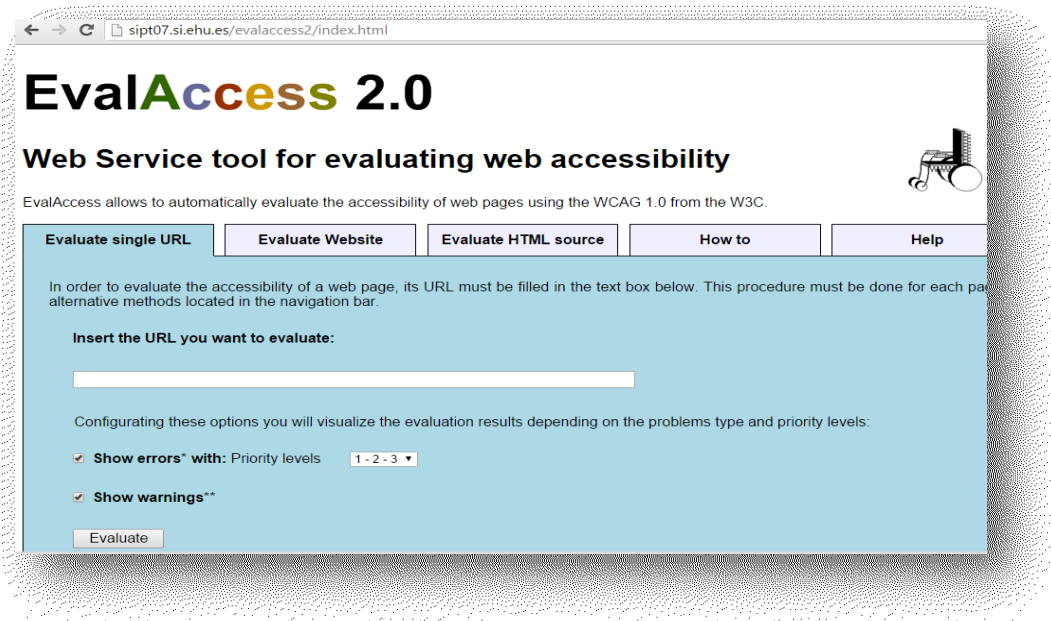 sipt07.si.ehu.es/evalaccess2/index.html
EvalAccess 2.0
Web Service tool for evaluating web accessibility
EvalAccess allows to automatically evaluate the accessibility of web pages using the WCAG 1.0 from the W3C.
Evaluate single URL Evaluate Website Evaluate HTML source How to Help
In order to evaluate the accessibility of a web page, its URL must be filled in the text box below. This procedure must be done for each
alternative methods located in the navigation bar.
Insert the URL you want to evaluate:
Configurating these options you will visualize the evaluation results depending on the problems type and priority levels:
Show errors* with: Priority levels 1 - 2 - 3
Show warnings**
Evaluate